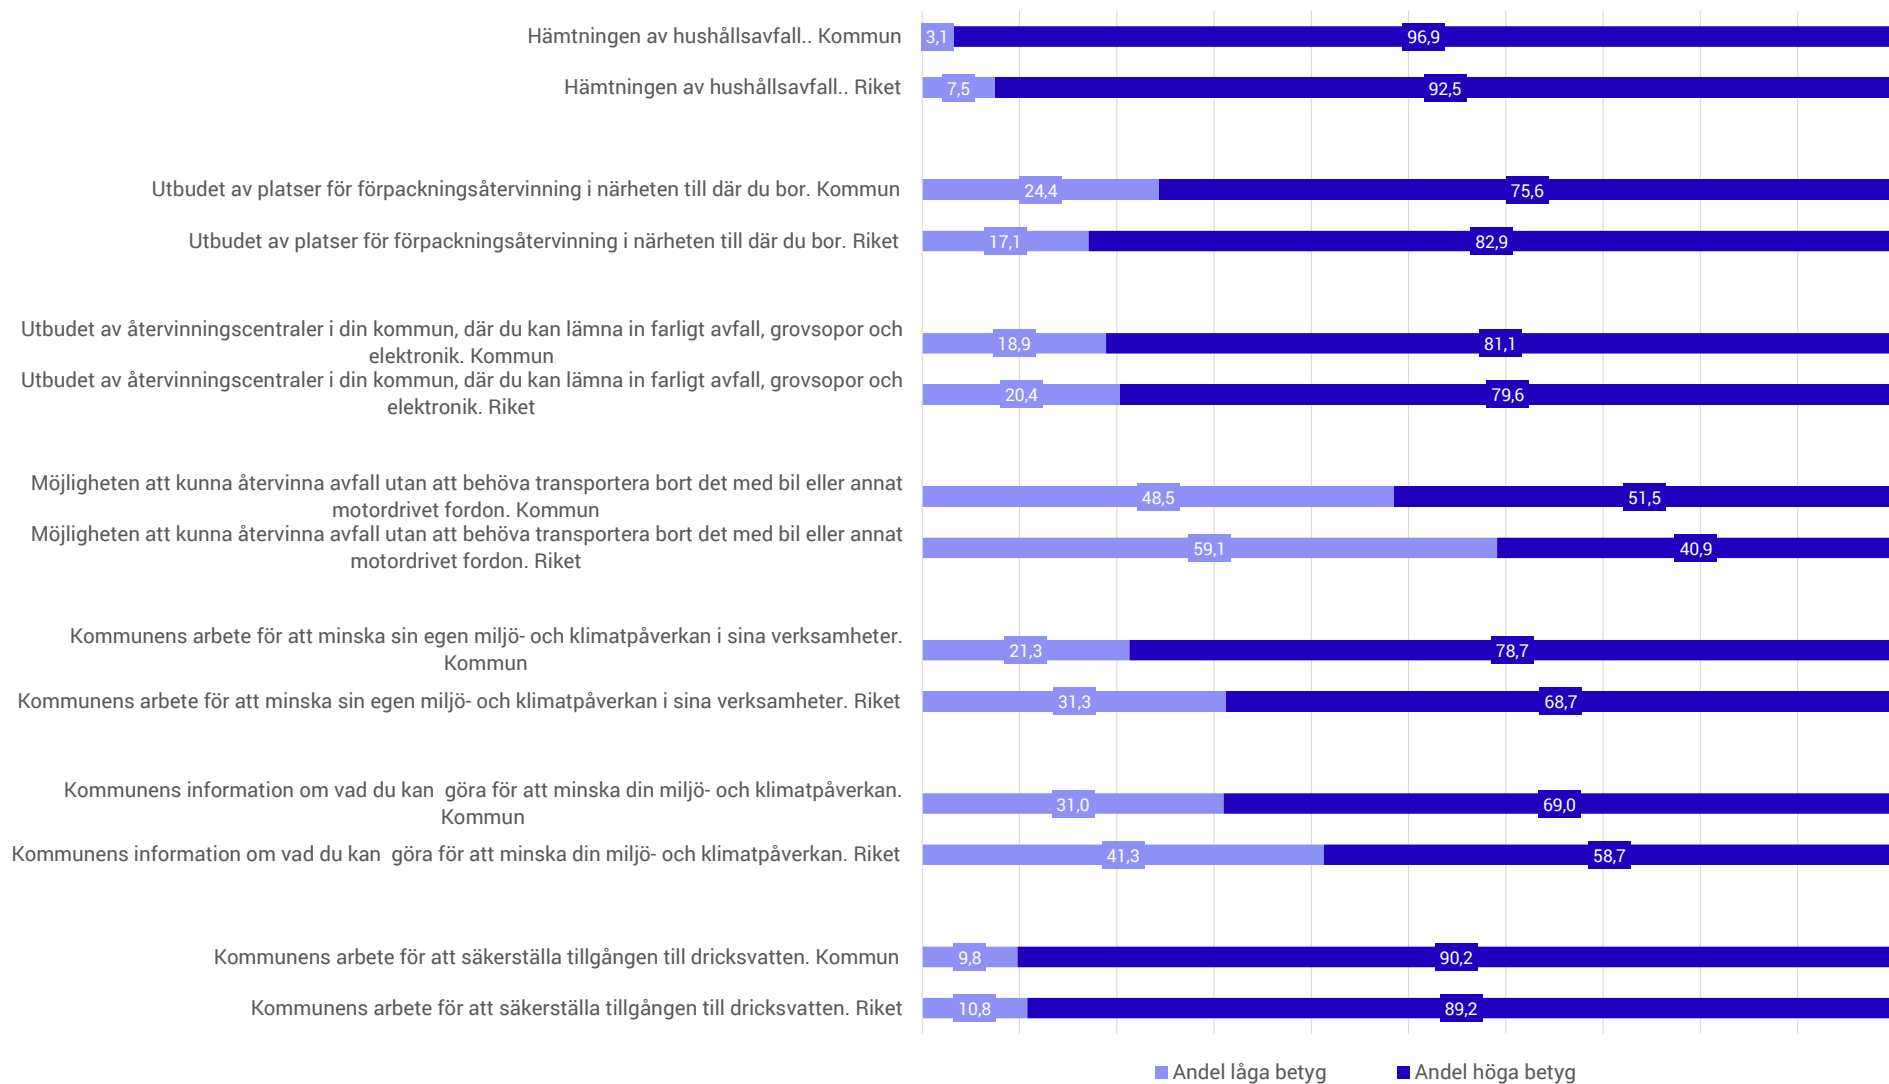 Hämtningen av hushållsavfall.. Kommun
3,1
96,9
Hämtningen av hushållsavfall.. Riket
7,5
92,5
Utbudet av platser för förpackningsåtervinning i närheten till där du bor. Kommun
24,4
75,6
Utbudet av platser för förpackningsåtervinning i närheten till där du bor. Riket
17,1
82,9
Utbudet av återvinningscentraler i din kommun, där du kan lämna in farligt avfall, grovsopor och
elektronik. Kommun
18,9
81,1
Utbudet av återvinningscentraler i din kommun, där du kan lämna in farligt avfall, grovsopor och
elektronik. Riket
20,4
79,6
Möjligheten att kunna återvinna avfall utan att behöva transportera bort det med bil eller annat
motordrivet fordon. Kommun
48,5
51,5
Möjligheten att kunna återvinna avfall utan att behöva transportera bort det med bil eller annat
motordrivet fordon. Riket
59,1
40,9
Kommunens arbete för att minska sin egen miljö- och klimatpåverkan i sina verksamheter.
Kommun
21,3
78,7
Kommunens arbete för att minska sin egen miljö- och klimatpåverkan i sina verksamheter. Riket
31,3
68,7
Kommunens information om vad du kan  göra för att minska din miljö- och klimatpåverkan.
Kommun
31,0
69,0
Kommunens information om vad du kan  göra för att minska din miljö- och klimatpåverkan. Riket
41,3
58,7
Kommunens arbete för att säkerställa tillgången till dricksvatten. Kommun
9,8
90,2
Kommunens arbete för att säkerställa tillgången till dricksvatten. Riket
10,8
89,2
Andel låga betyg
Andel höga betyg